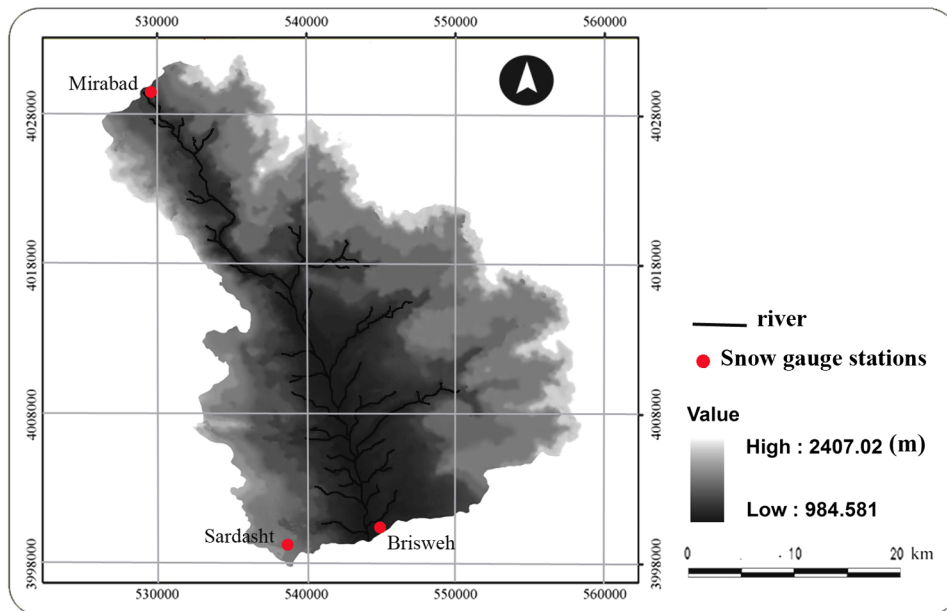 530000 540000 550000 560000
Mirabad
4028000 4028000
4018000 4018000
river
Snow gauge stations
4008000 4008000
Value
High : 2407.02 (m)
Low : 984.581
Sardasht
Brisweh
3998000 3998000
0 10 20 km
530000 540000 550000 560000